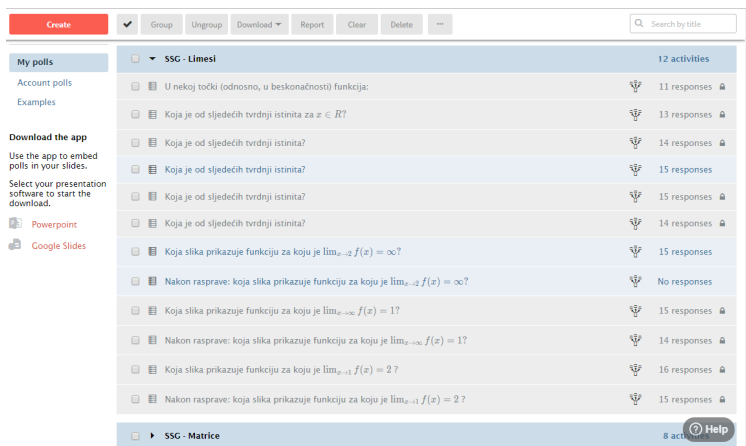 Create Group Ungroup Download Report Clear Delete Search by title
My polls
Account polls
Examples
Download the app
Use the app to embed
polls in your slides.
Select your presentation
software to start the
download.
Powerpoint
Google Slides
SSG - Limesi 12 activities
U nekoj točki (odnosno, u beskonačnosti) funkcija: 11 responses
Koja je od sljedećih tvrdnji istinita za x ∈ R? 13 responses
Koja je od sljedećih tvrdnji istinita? 14 responses
Koja je od sljedećih tvrdnji istinita? 15 responses
Koja je od sljedećih tvrdnji istinita? 15 responses
Koja je od sljedećih tvrdnji istinita? 14 responses
Koja slika prikazuje funkciju za koju je lim_{x→2} f(x) = ∞? 15 responses
Nakon rasprave: koja slika prikazuje funkciju za koju je lim_{x→2} f(x) = ∞? No responses
Koja slika prikazuje funkciju za koju je lim_{x→∞} f(x) = 1? 15 responses
Nakon rasprave: koja slika prikazuje funkciju za koju je lim_{x→∞} f(x) = 1? 14 responses
Koja slika prikazuje funkciju za koju je lim_{x→1} f(x) = 2 ? 16 responses
Nakon rasprave: koja slika prikazuje funkciju za koju je lim_{x→1} f(x) = 2 ? 15 responses
SSG - Matrice 8
Help